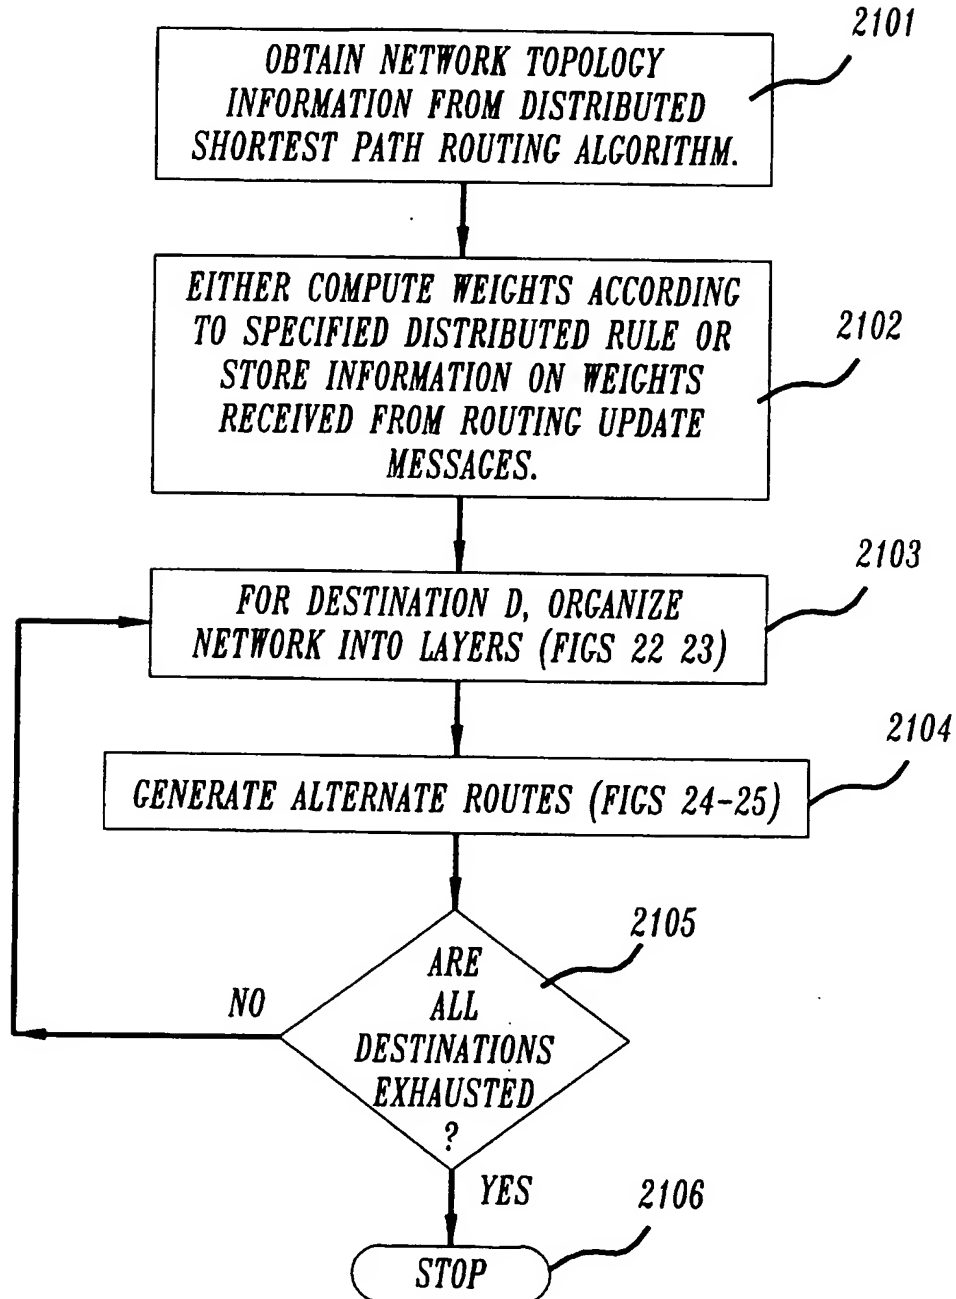 2101
OBTAIN NETWORK TOPOLOGY
INFORMATION FROM DISTRIBUTED
SHORTEST PATH ROUTING ALGORITHM.
EITHER COMPUTE WEIGHTS ACCORDING
TO SPECIFIED DISTRIBUTED RULE OR
STORE INFORMATION ON WEIGHTS
RECEIVED FROM ROUTING UPDATE
MESSAGES.
2102
2103
FOR DESTINATION D, ORGANIZE
NETWORK INTO LAYERS (FIGS 22 23)
2104
GENERATE ALTERNATE ROUTES (FIGS 24-25)
2105
ARE
ALL
DESTINATIONS
EXHAUSTED
?
NO
YES
2106
STOP